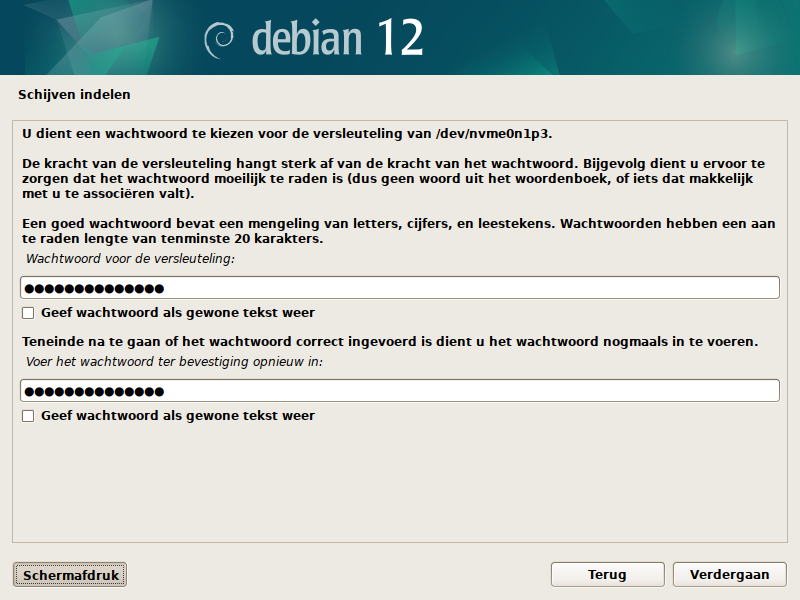 debian 12
Schijven indelen
U dient een wachtwoord te kiezen voor de versleuteling van /dev/nvme0n1p3.
De kracht van de versleuteling hangt sterk af van de kracht van het wachtwoord. Bijgevolg dient u ervoor te
zorgen dat het wachtwoord moeilijk te raden is (dus geen woord uit het woordenboek, of iets dat makkelijk
met u te associëren valt).
Een goed wachtwoord bevat een mengeling van letters, cijfers, en leestekens. Wachtwoorden hebben een aan
te raden lengte van tenminste 20 karakters.
Wachtwoord voor de versleuteling:
●●●●●●●●●●●●●●
Geef wachtwoord als gewone tekst weer
Teneinde na te gaan of het wachtwoord correct ingevoerd is dient u het wachtwoord nogmaals in te voeren.
Voer het wachtwoord ter bevestiging opnieuw in:
●●●●●●●●●●●●●●
Geef wachtwoord als gewone tekst weer
Schermafdruk
Terug
Verdergaan